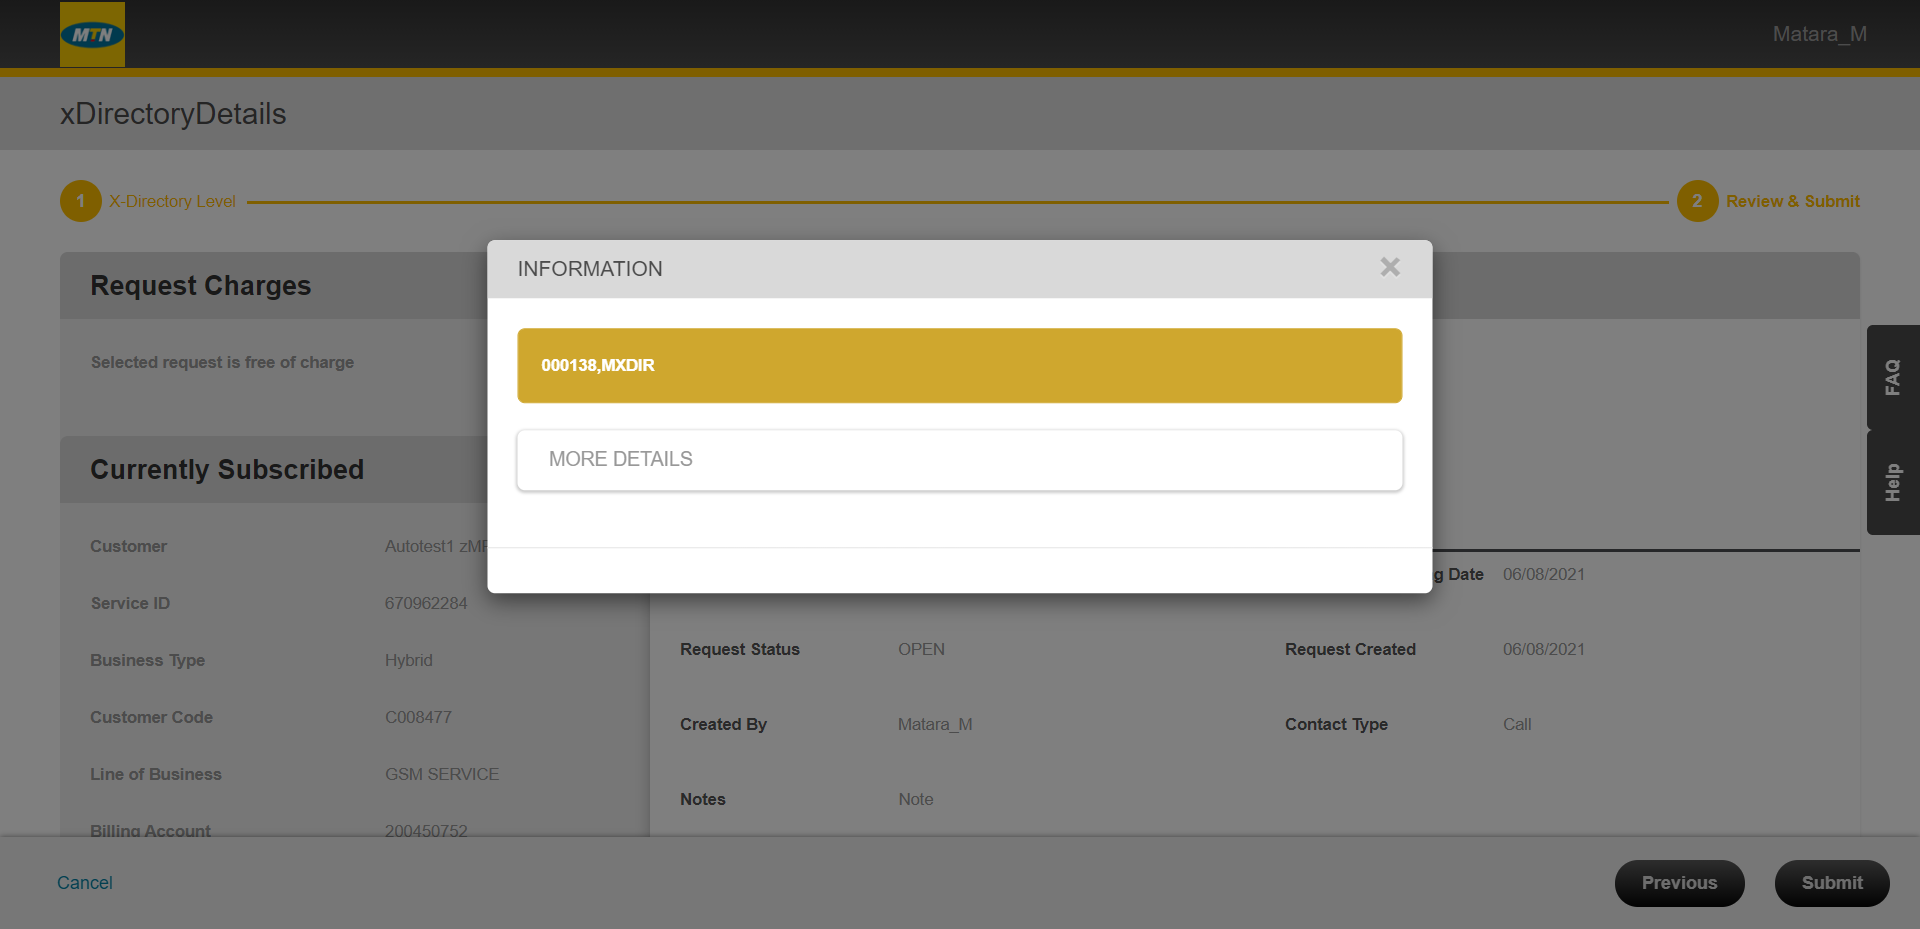 MTN
Matara_M
xDirectoryDetails
1 X-Directory Level
2 Review & Submit
INFORMATION
000138,MXDIR
MORE DETAILS
Request Charges
Selected request is free of charge
Currently Subscribed
Customer Autotest1
Service ID 670962284
Business Type Hybrid
Customer Code C008477
Line of Business GSM SERVICE
Billing Account 200450752
g Date 06/08/2021
Request Status OPEN
Request Created 06/08/2021
Created By Matara_M
Contact Type Call
Notes Note
FAQ
Help
Cancel
Previous
Submit